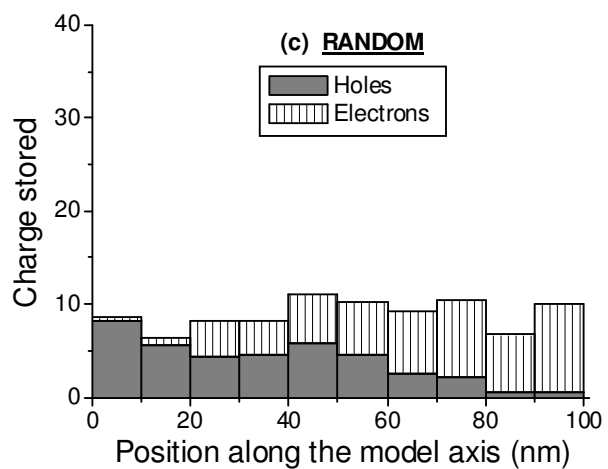 40
30
20
10
0
Charge stored
(c) RANDOM
Holes
Electrons
0 20 40 60 80 100
Position along the model axis (nm)